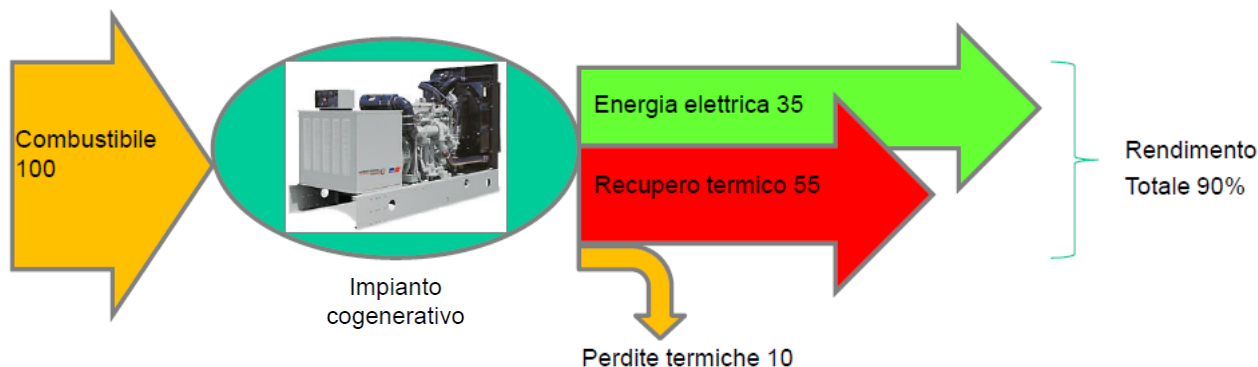 Combustibile
100
Energia elettrica 35
Recupero termico 55
Rendimento
Totale 90%
Impianto
cogenerativo
Perdite termiche 10